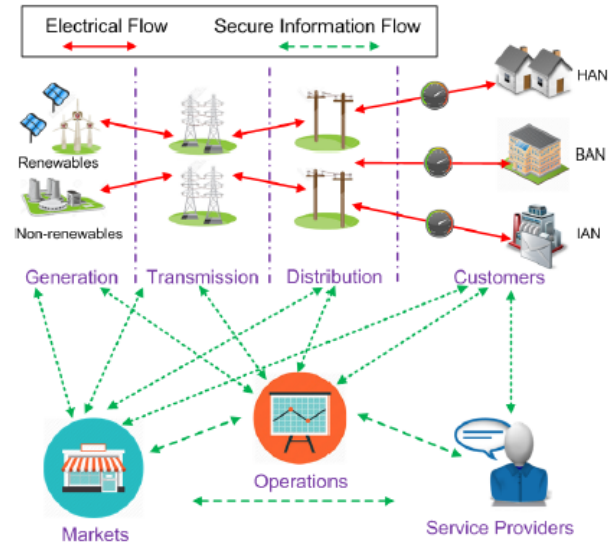 Electrical Flow Secure Information Flow
HAN
Renewables
BAN
Non-renewables
IAN
Generation Transmission Distribution Customers
Operations
Markets
Service Providers